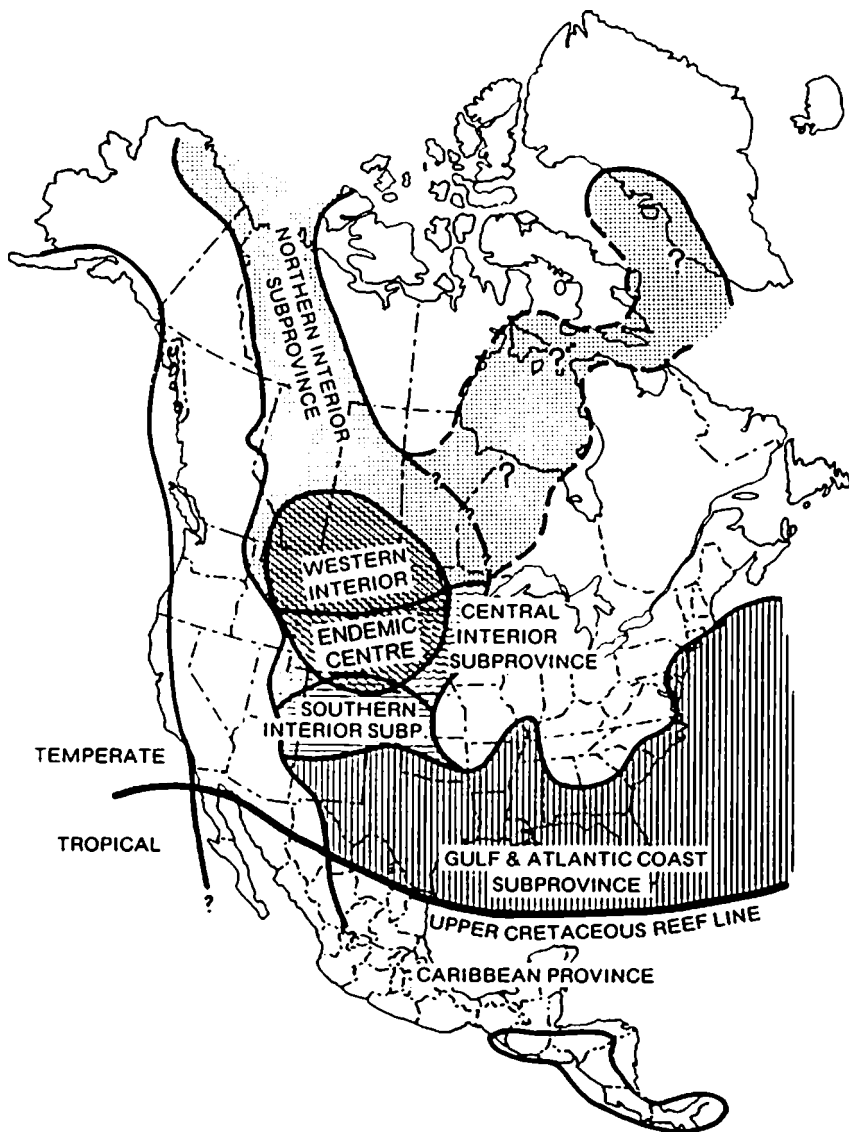 NORTHERN INTERIOR
SUBPROVINCE
?
?
?
?
?
WESTERN
INTERIOR
ENDEMIC
CENTRE
CENTRAL
INTERIOR
SUBPROVINCE
SOUTHERN
INTERIOR SUBP.
TEMPERATE
TROPICAL
?
GULF & ATLANTIC COAST
SUBPROVINCE
UPPER CRETACEOUS REEF LINE
CARIBBEAN PROVINCE